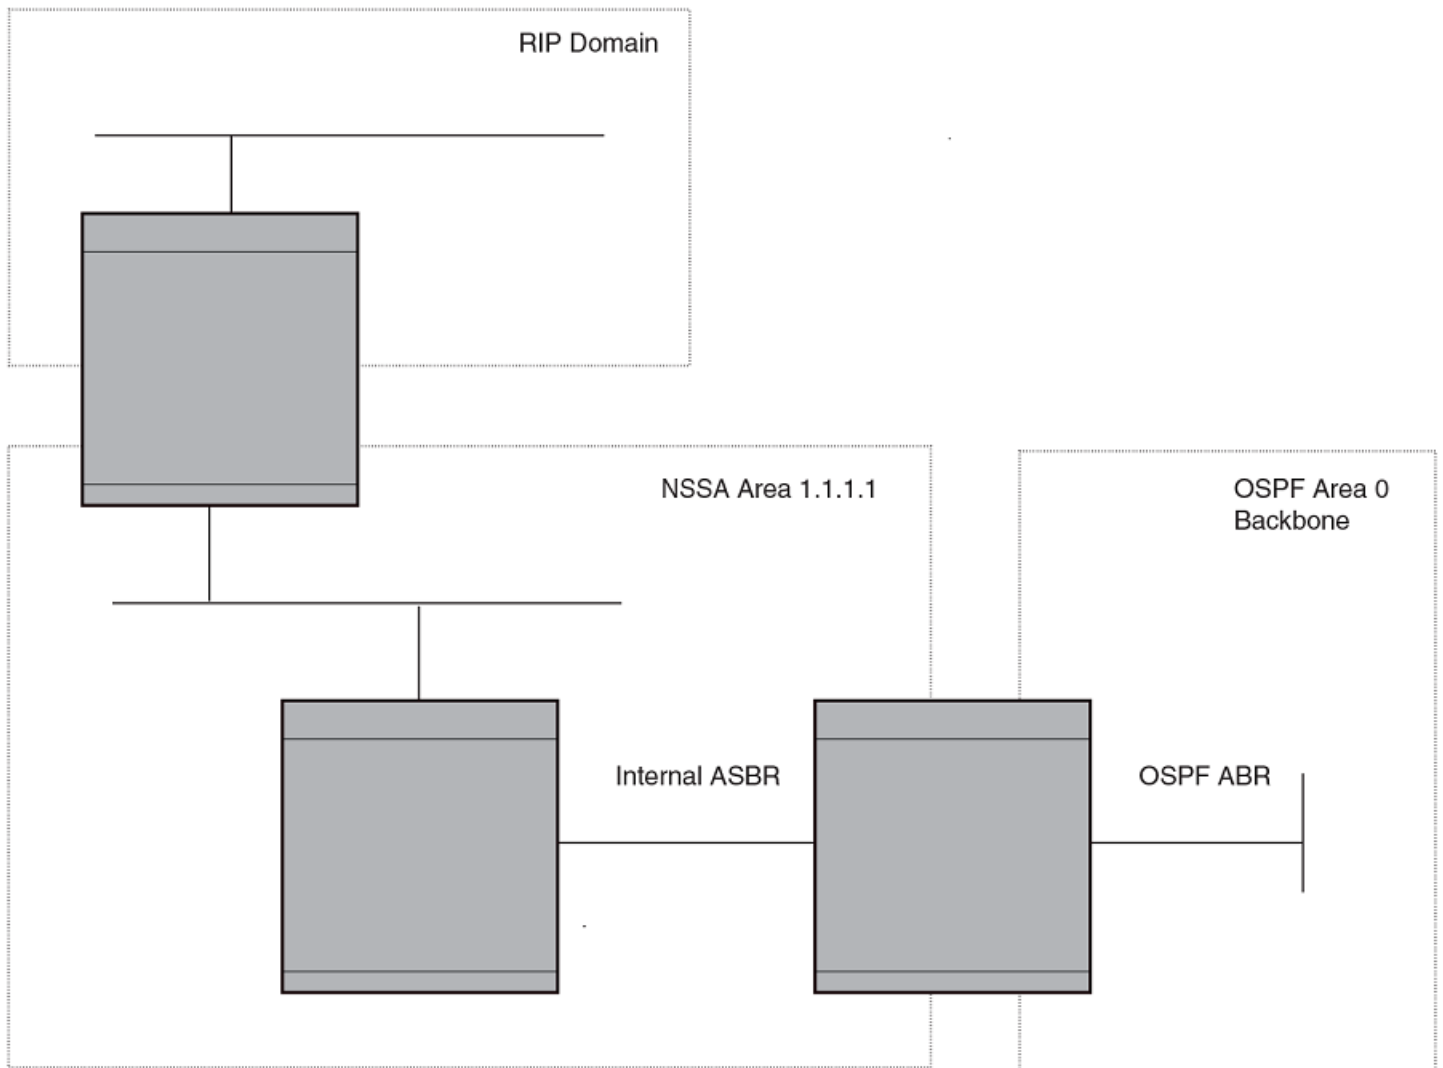 RIP Domain
NSSA Area 1.1.1.1
OSPF Area 0
Backbone
Internal ASBR
OSPF ABR